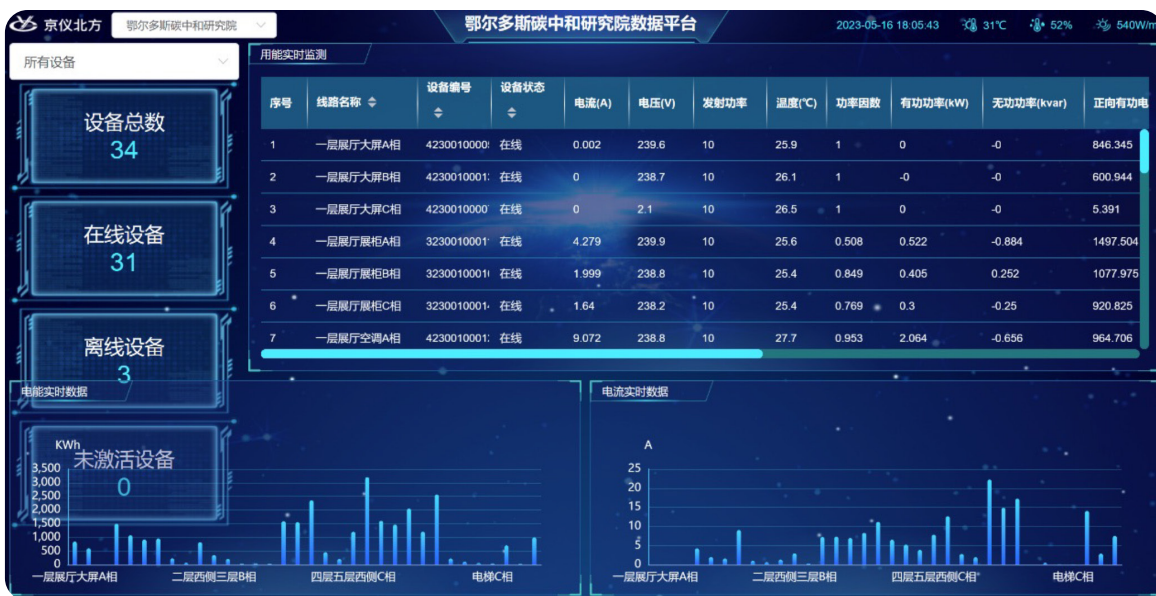 京仪北方 鄂尔多斯碳中和研究院 鄂尔多斯碳中和研究院数据平台 2023-05-16 18:05:43 31℃ 52% 540W/m
所有设备
设备总数
34
在线设备
31
离线设备
3
未激活设备
0
用能实时监测
序号 线路名称 设备编号 设备状态 电流(A) 电压(V) 发射功率 温度(℃) 功率因数 有功功率(kW) 无功功率(kvar) 正向有功电
1 一层展厅大屏A相 4230010000 在线 0.002 239.6 10 25.9 1 0 -0 846.345
2 一层展厅大屏B相 4230010001 在线 0 238.7 10 26.1 1 -0 -0 600.944
3 一层展厅大屏C相 4230010000 在线 0 2.1 10 26.5 1 0 -0 5.391
4 一层展厅展柜A相 3230010001 在线 4.279 239.9 10 25.6 0.508 0.522 -0.884 1497.504
5 一层展厅展柜B相 3230010001 在线 1.999 238.8 10 25.4 0.849 0.405 0.252 1077.975
6 一层展厅展柜C相 3230010001 在线 1.64 238.2 10 25.4 0.769 0.3 -0.25 920.825
7 一层展厅空调A相 4230010001 在线 9.072 238.8 10 27.7 0.953 2.064 -0.656 964.706
电能实时数据
KWh
3,500
3,000
2,500
2,000
1,500
1,000
500
0
一层展厅大屏A相 二层西侧三层B相 四层五层西侧C相 电梯C相
电流实时数据
A
25
20
15
10
5
0
一层展厅大屏A相 二层西侧三层B相 四层五层西侧C相 电梯C相